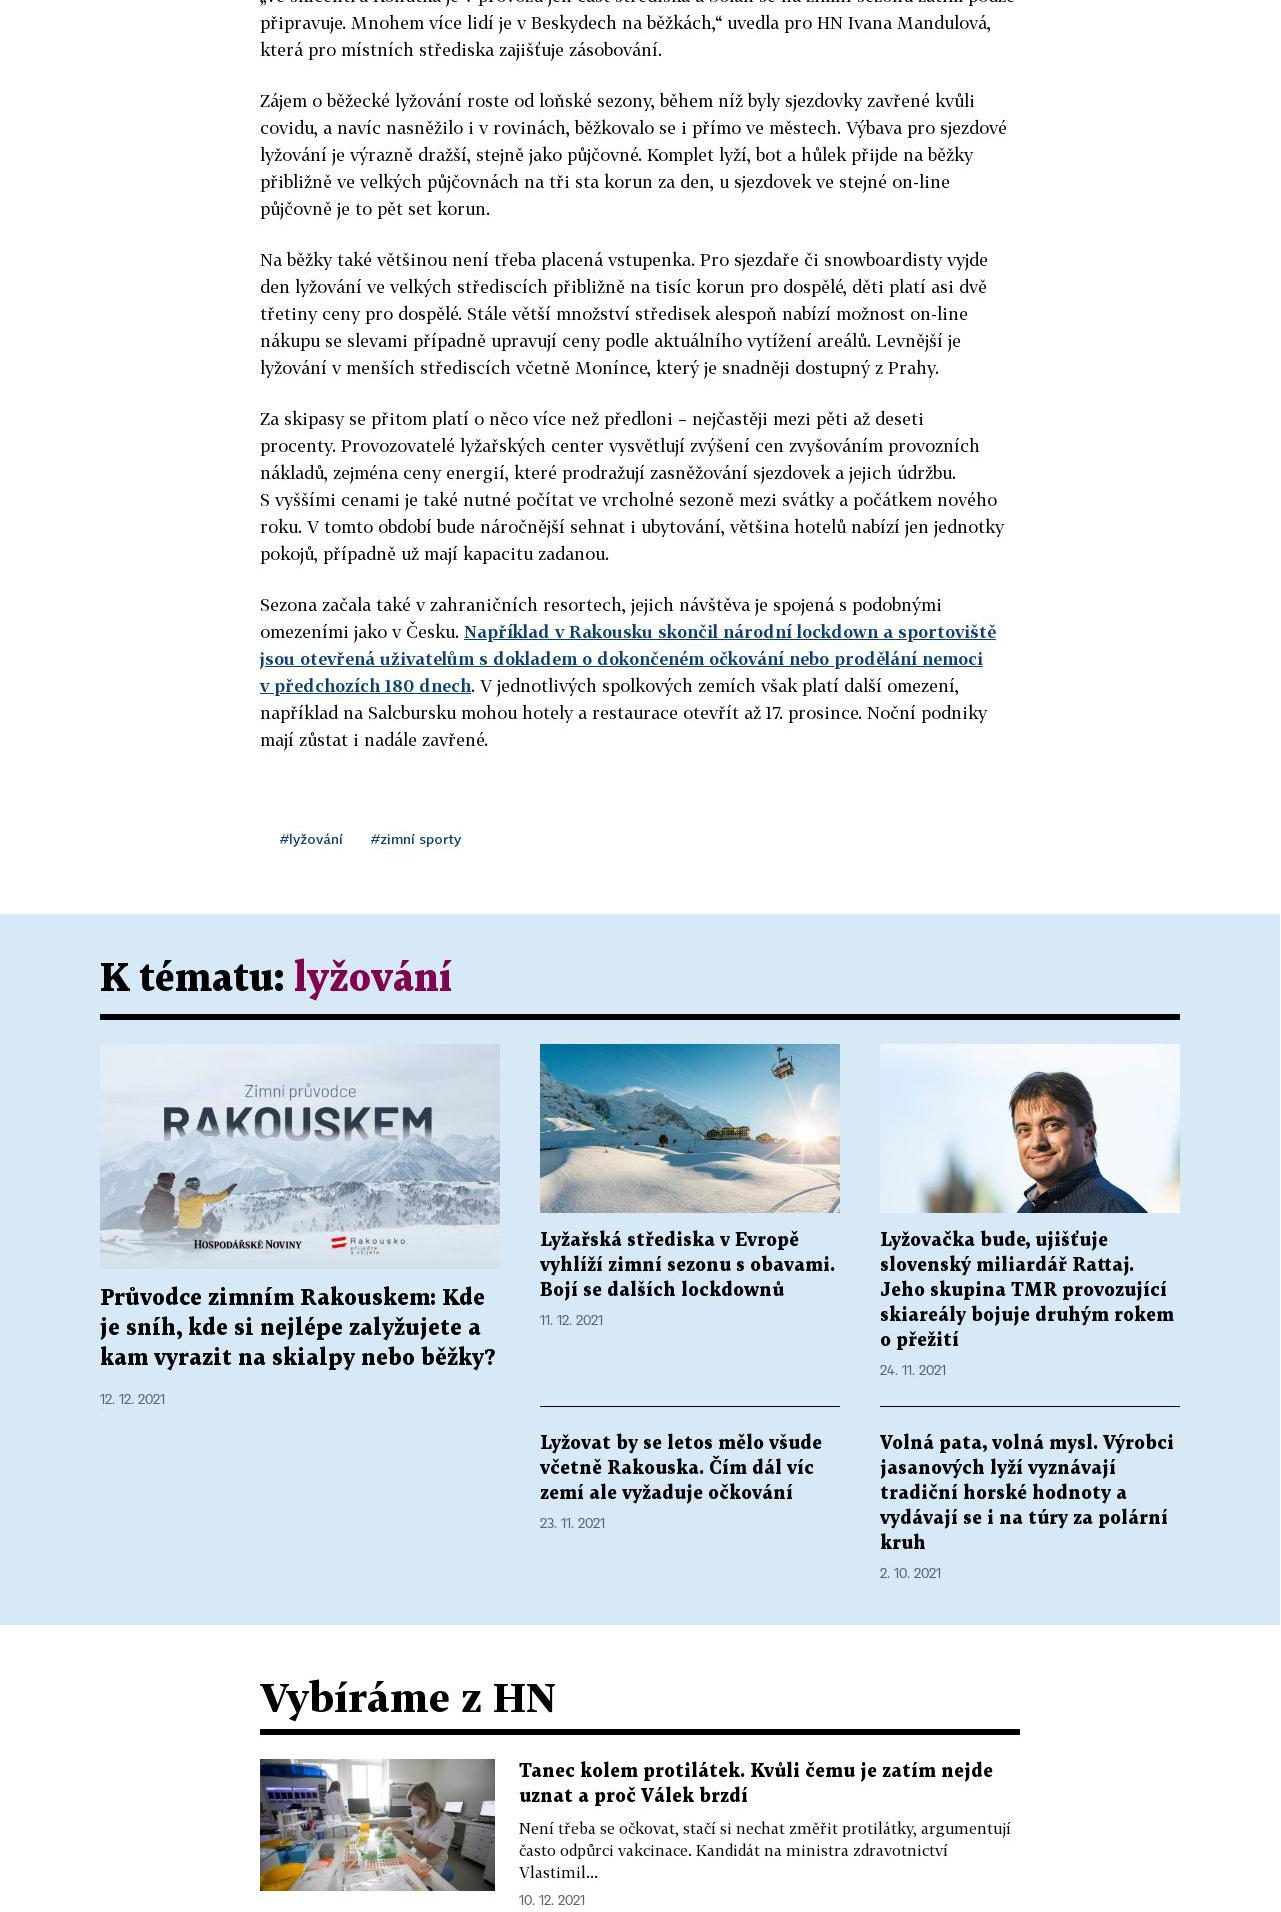 připravuje. Mnohem více lidí je v Beskydech na běžkách,“ uvedla pro HN Ivana Mandulová,
která pro místních střediska zajišťuje zásobování.
Zájem o běžecké lyžování roste od loňské sezony, během níž byly sjezdovky zavřené kvůli
covidu, a navíc nasněžilo i v rovinách, běžkovalo se i přímo ve městech. Výbava pro sjezdové
lyžování je výrazně dražší, stejně jako půjčovné. Komplet lyží, bot a hůlek přijde na běžky
přibližně ve velkých půjčovnách na tři sta korun za den, u sjezdovek ve stejné on-line
půjčovně je to pět set korun.
Na běžky také většinou není třeba placená vstupenka. Pro sjezdaře či snowboardisty vyjde
den lyžování ve velkých střediscích přibližně na tisíc korun pro dospělé, děti platí asi dvě
třetiny ceny pro dospělé. Stále větší množství středisek alespoň nabízí možnost on-line
nákupu se slevami případně upravují ceny podle aktuálního vytížení areálů. Levnější je
lyžování v menších střediscích včetně Monínce, který je snadněji dostupný z Prahy.
Za skipasy se přitom platí o něco více než předloni – nejčastěji mezi pěti až deseti
procenty. Provozovatelé lyžařských center vysvětlují zvýšení cen zvyšováním provozních
nákladů, zejména ceny energií, které prodražují zasněžování sjezdovek a jejich údržbu.
S vyššími cenami je také nutné počítat ve vrcholné sezoně mezi svátky a počátkem nového
roku. V tomto období bude náročnější sehnat i ubytování, většina hotelů nabízí jen jednotky
pokojů, případně už mají kapacitu zadanou.
Sezona začala také v zahraničních resortech, jejich návštěva je spojená s podobnými
omezeními jako v Česku. Například v Rakousku skončil národní lockdown a sportoviště
jsou otevřená uživatelům s dokladem o dokončeném očkování nebo prodělání nemoci
v předchozích 180 dnech. V jednotlivých spolkových zemích však platí další omezení,
například na Salcbursku mohou hotely a restaurace otevřít až 17. prosince. Noční podniky
mají zůstat i nadále zavřené.
#lyžování #zimní sporty
K tématu: lyžování
Zimní průvodce
RAKOUSKEM
HOSPODÁŘSKÉ NOVINY
Rakousko
přijeďte
a ožijete
Průvodce zimním Rakouskem: Kde
je sníh, kde si nejlépe zalyžujete a
kam vyrazit na skialpy nebo běžky?
12. 12. 2021
Lyžařská střediska v Evropě
vyhlíží zimní sezonu s obavami.
Bojí se dalších lockdownů
11. 12. 2021
Lyžovačka bude, ujišťuje
slovenský miliardář Rattaj.
Jeho skupina TMR provozující
skiareály bojuje druhým rokem
o přežití
24. 11. 2021
Lyžovat by se letos mělo všude
včetně Rakouska. Čím dál víc
zemí ale vyžaduje očkování
23. 11. 2021
Volná pata, volná mysl. Výrobci
jasanových lyží vyznávají
tradiční horské hodnoty a
vydávají se i na túry za polární
kruh
2. 10. 2021
Vybíráme z HN
Tanec kolem protilátek. Kvůli čemu je zatím nejde
uznat a proč Válek brzdí
Není třeba se očkovat, stačí si nechat změřit protilátky, argumentují
často odpůrci vakcinace. Kandidát na ministra zdravotnictví
Vlastimil...
10. 12. 2021